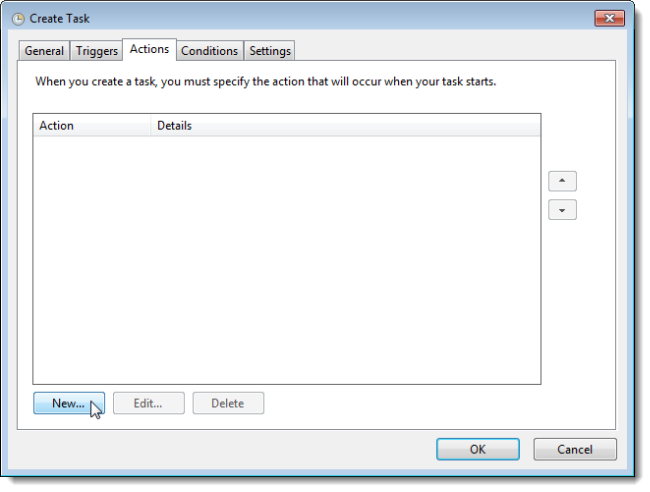 Create Task
General Triggers Actions Conditions Settings
When you create a task, you must specify the action that will occur when your task starts.
Action Details
New... Edit... Delete
OK Cancel